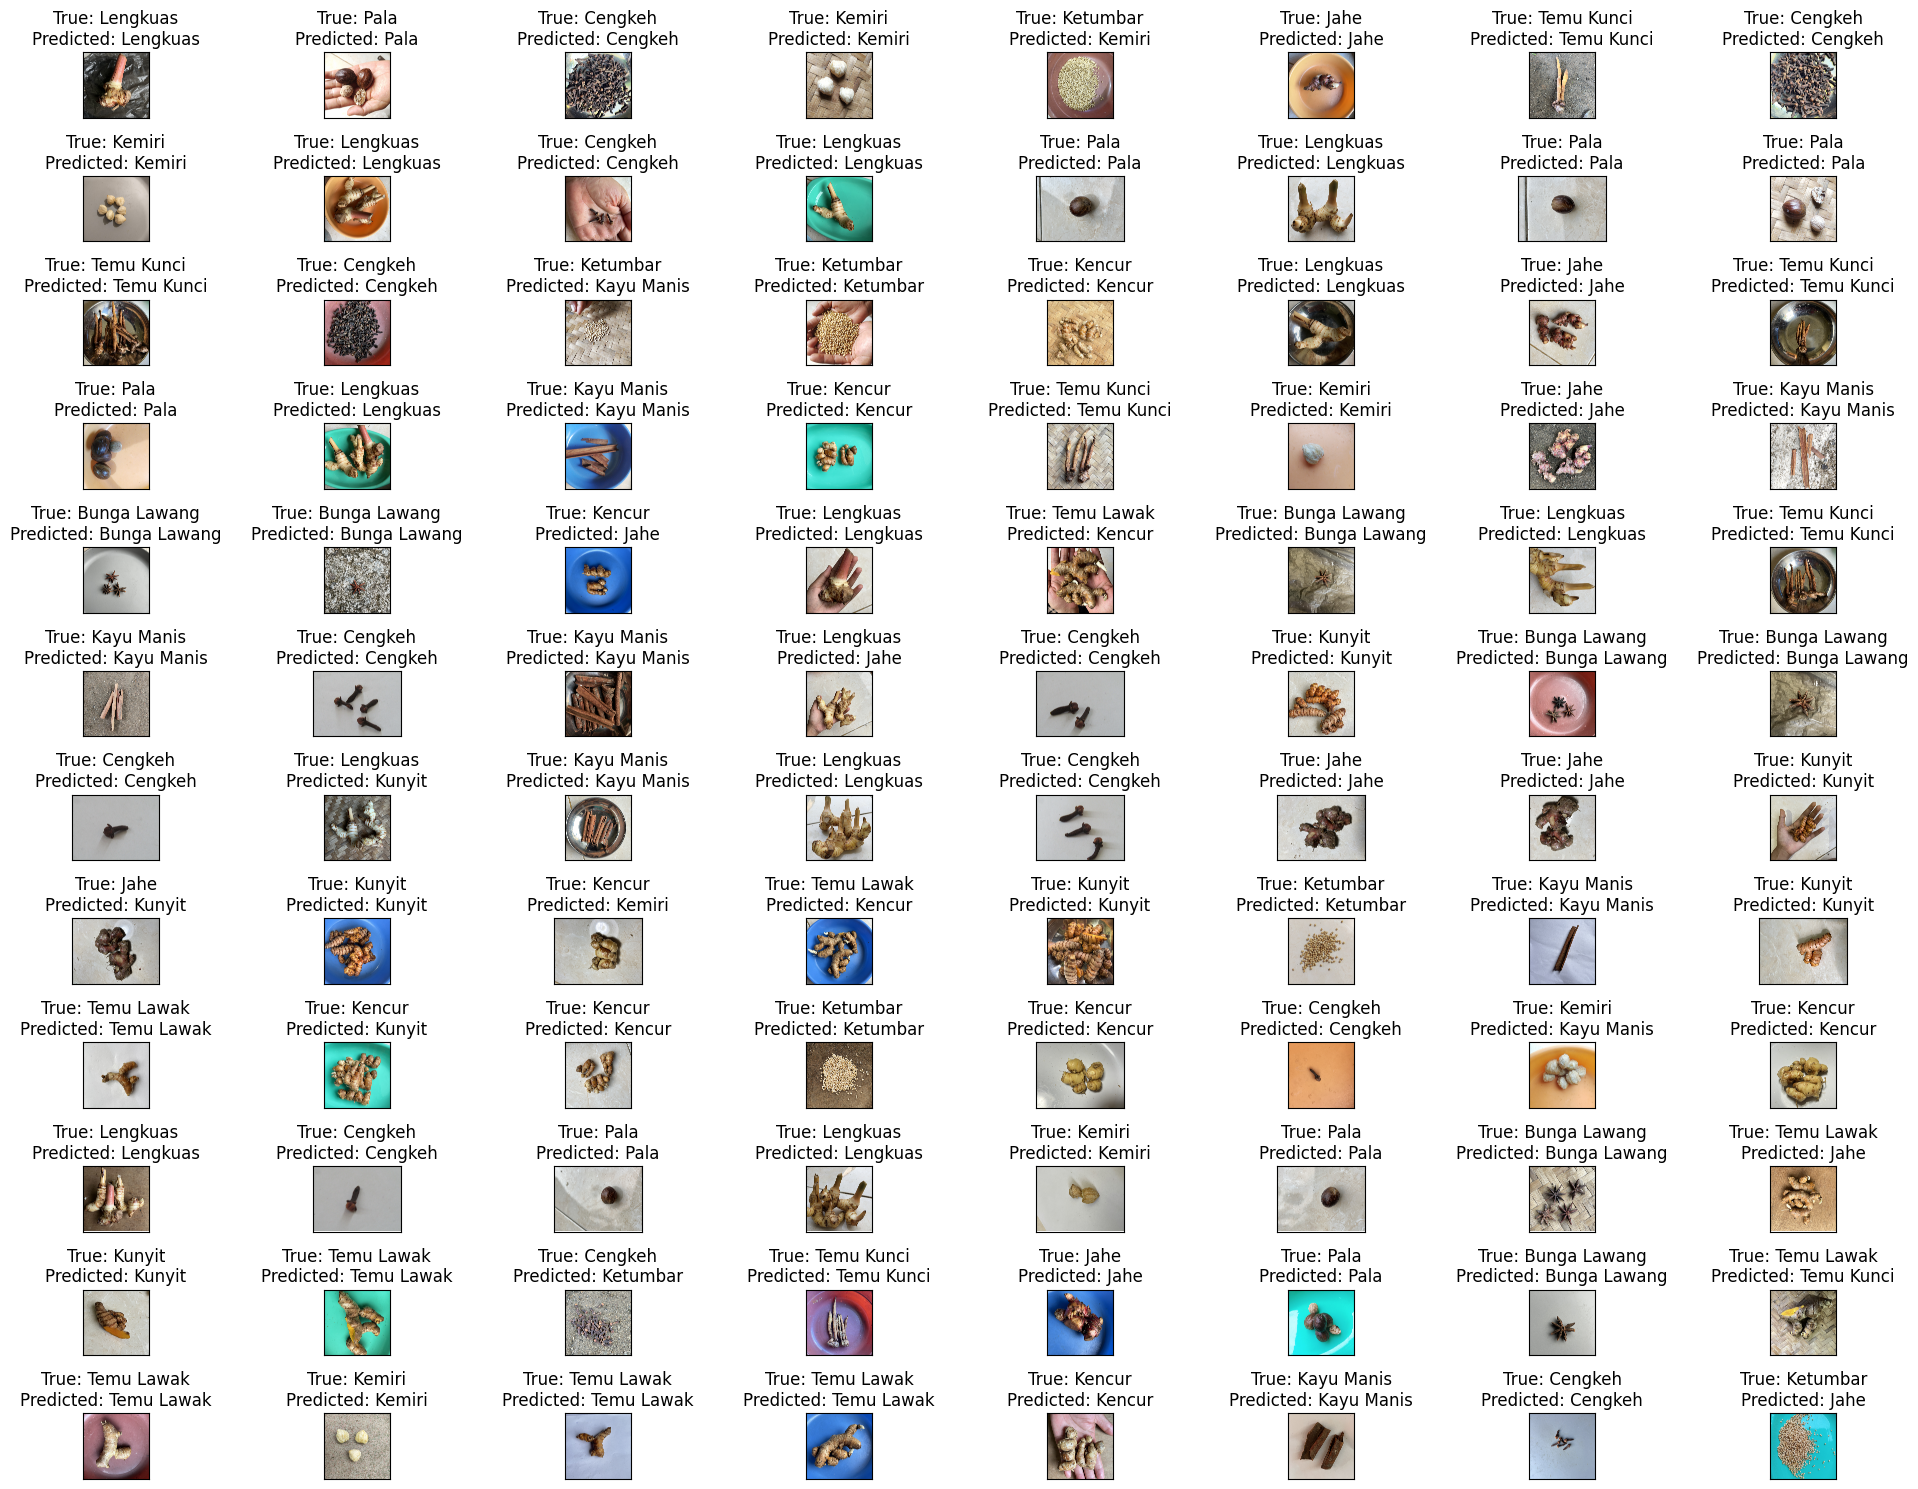 True: Lengkuas
Predicted: Lengkuas
True: Pala
Predicted: Pala
True: Cengkeh
Predicted: Cengkeh
True: Kemiri
Predicted: Kemiri
True: Ketumbar
Predicted: Kemiri
True: Jahe
Predicted: Jahe
True: Temu Kunci
Predicted: Temu Kunci
True: Cengkeh
Predicted: Cengkeh
True: Kemiri
Predicted: Kemiri
True: Lengkuas
Predicted: Lengkuas
True: Cengkeh
Predicted: Cengkeh
True: Lengkuas
Predicted: Lengkuas
True: Pala
Predicted: Pala
True: Lengkuas
Predicted: Lengkuas
True: Pala
Predicted: Pala
True: Pala
Predicted: Pala
True: Temu Kunci
Predicted: Temu Kunci
True: Cengkeh
Predicted: Cengkeh
True: Ketumbar
Predicted: Kayu Manis
True: Ketumbar
Predicted: Ketumbar
True: Kencur
Predicted: Kencur
True: Lengkuas
Predicted: Lengkuas
True: Jahe
Predicted: Jahe
True: Temu Kunci
Predicted: Temu Kunci
True: Pala
Predicted: Pala
True: Lengkuas
Predicted: Lengkuas
True: Kayu Manis
Predicted: Kayu Manis
True: Kencur
Predicted: Kencur
True: Temu Kunci
Predicted: Temu Kunci
True: Kemiri
Predicted: Kemiri
True: Jahe
Predicted: Jahe
True: Kayu Manis
Predicted: Kayu Manis
True: Bunga Lawang
Predicted: Bunga Lawang
True: Bunga Lawang
Predicted: Bunga Lawang
True: Kencur
Predicted: Jahe
True: Lengkuas
Predicted: Lengkuas
True: Temu Lawak
Predicted: Kencur
True: Bunga Lawang
Predicted: Bunga Lawang
True: Lengkuas
Predicted: Lengkuas
True: Temu Kunci
Predicted: Temu Kunci
True: Kayu Manis
Predicted: Kayu Manis
True: Cengkeh
Predicted: Cengkeh
True: Kayu Manis
Predicted: Kayu Manis
True: Lengkuas
Predicted: Jahe
True: Cengkeh
Predicted: Cengkeh
True: Kunyit
Predicted: Kunyit
True: Bunga Lawang
Predicted: Bunga Lawang
True: Bunga Lawang
Predicted: Bunga Lawang
True: Cengkeh
Predicted: Cengkeh
True: Lengkuas
Predicted: Kunyit
True: Kayu Manis
Predicted: Kayu Manis
True: Lengkuas
Predicted: Lengkuas
True: Cengkeh
Predicted: Cengkeh
True: Jahe
Predicted: Jahe
True: Jahe
Predicted: Jahe
True: Kunyit
Predicted: Kunyit
True: Jahe
Predicted: Kunyit
True: Kunyit
Predicted: Kunyit
True: Kencur
Predicted: Kemiri
True: Temu Lawak
Predicted: Kencur
True: Kunyit
Predicted: Kunyit
True: Ketumbar
Predicted: Ketumbar
True: Kayu Manis
Predicted: Kayu Manis
True: Kunyit
Predicted: Kunyit
True: Temu Lawak
Predicted: Temu Lawak
True: Kencur
Predicted: Kunyit
True: Kencur
Predicted: Kencur
True: Ketumbar
Predicted: Ketumbar
True: Kencur
Predicted: Kencur
True: Cengkeh
Predicted: Cengkeh
True: Kemiri
Predicted: Kayu Manis
True: Kencur
Predicted: Kencur
True: Lengkuas
Predicted: Lengkuas
True: Cengkeh
Predicted: Cengkeh
True: Pala
Predicted: Pala
True: Lengkuas
Predicted: Lengkuas
True: Kemiri
Predicted: Kemiri
True: Pala
Predicted: Pala
True: Bunga Lawang
Predicted: Bunga Lawang
True: Temu Lawak
Predicted: Jahe
True: Kunyit
Predicted: Kunyit
True: Temu Lawak
Predicted: Temu Lawak
True: Cengkeh
Predicted: Ketumbar
True: Temu Kunci
Predicted: Temu Kunci
True: Jahe
Predicted: Jahe
True: Pala
Predicted: Pala
True: Bunga Lawang
Predicted: Bunga Lawang
True: Temu Lawak
Predicted: Temu Kunci
True: Temu Lawak
Predicted: Temu Lawak
True: Kemiri
Predicted: Kemiri
True: Temu Lawak
Predicted: Temu Lawak
True: Temu Lawak
Predicted: Temu Lawak
True: Kencur
Predicted: Kencur
True: Kayu Manis
Predicted: Kayu Manis
True: Cengkeh
Predicted: Cengkeh
True: Ketumbar
Predicted: Jahe